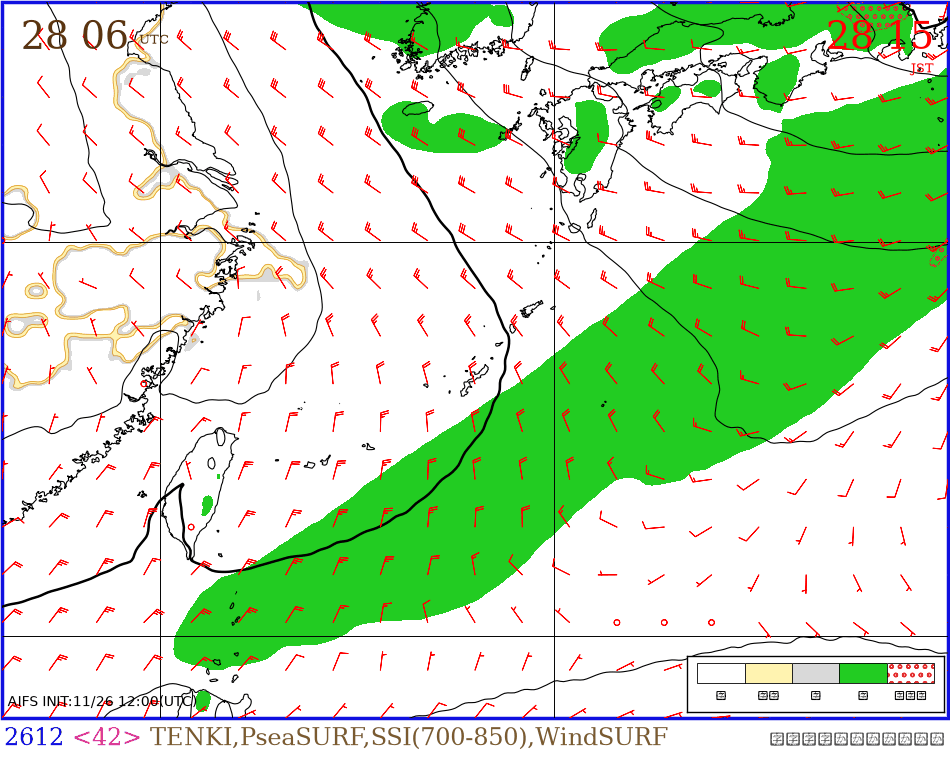 28 06 UTC
28 15
JST
AIFS INIT:11/26 12:00(UTC)
2612 <42> TENKI,PseaSURF,SSI(700-850),WindSURF